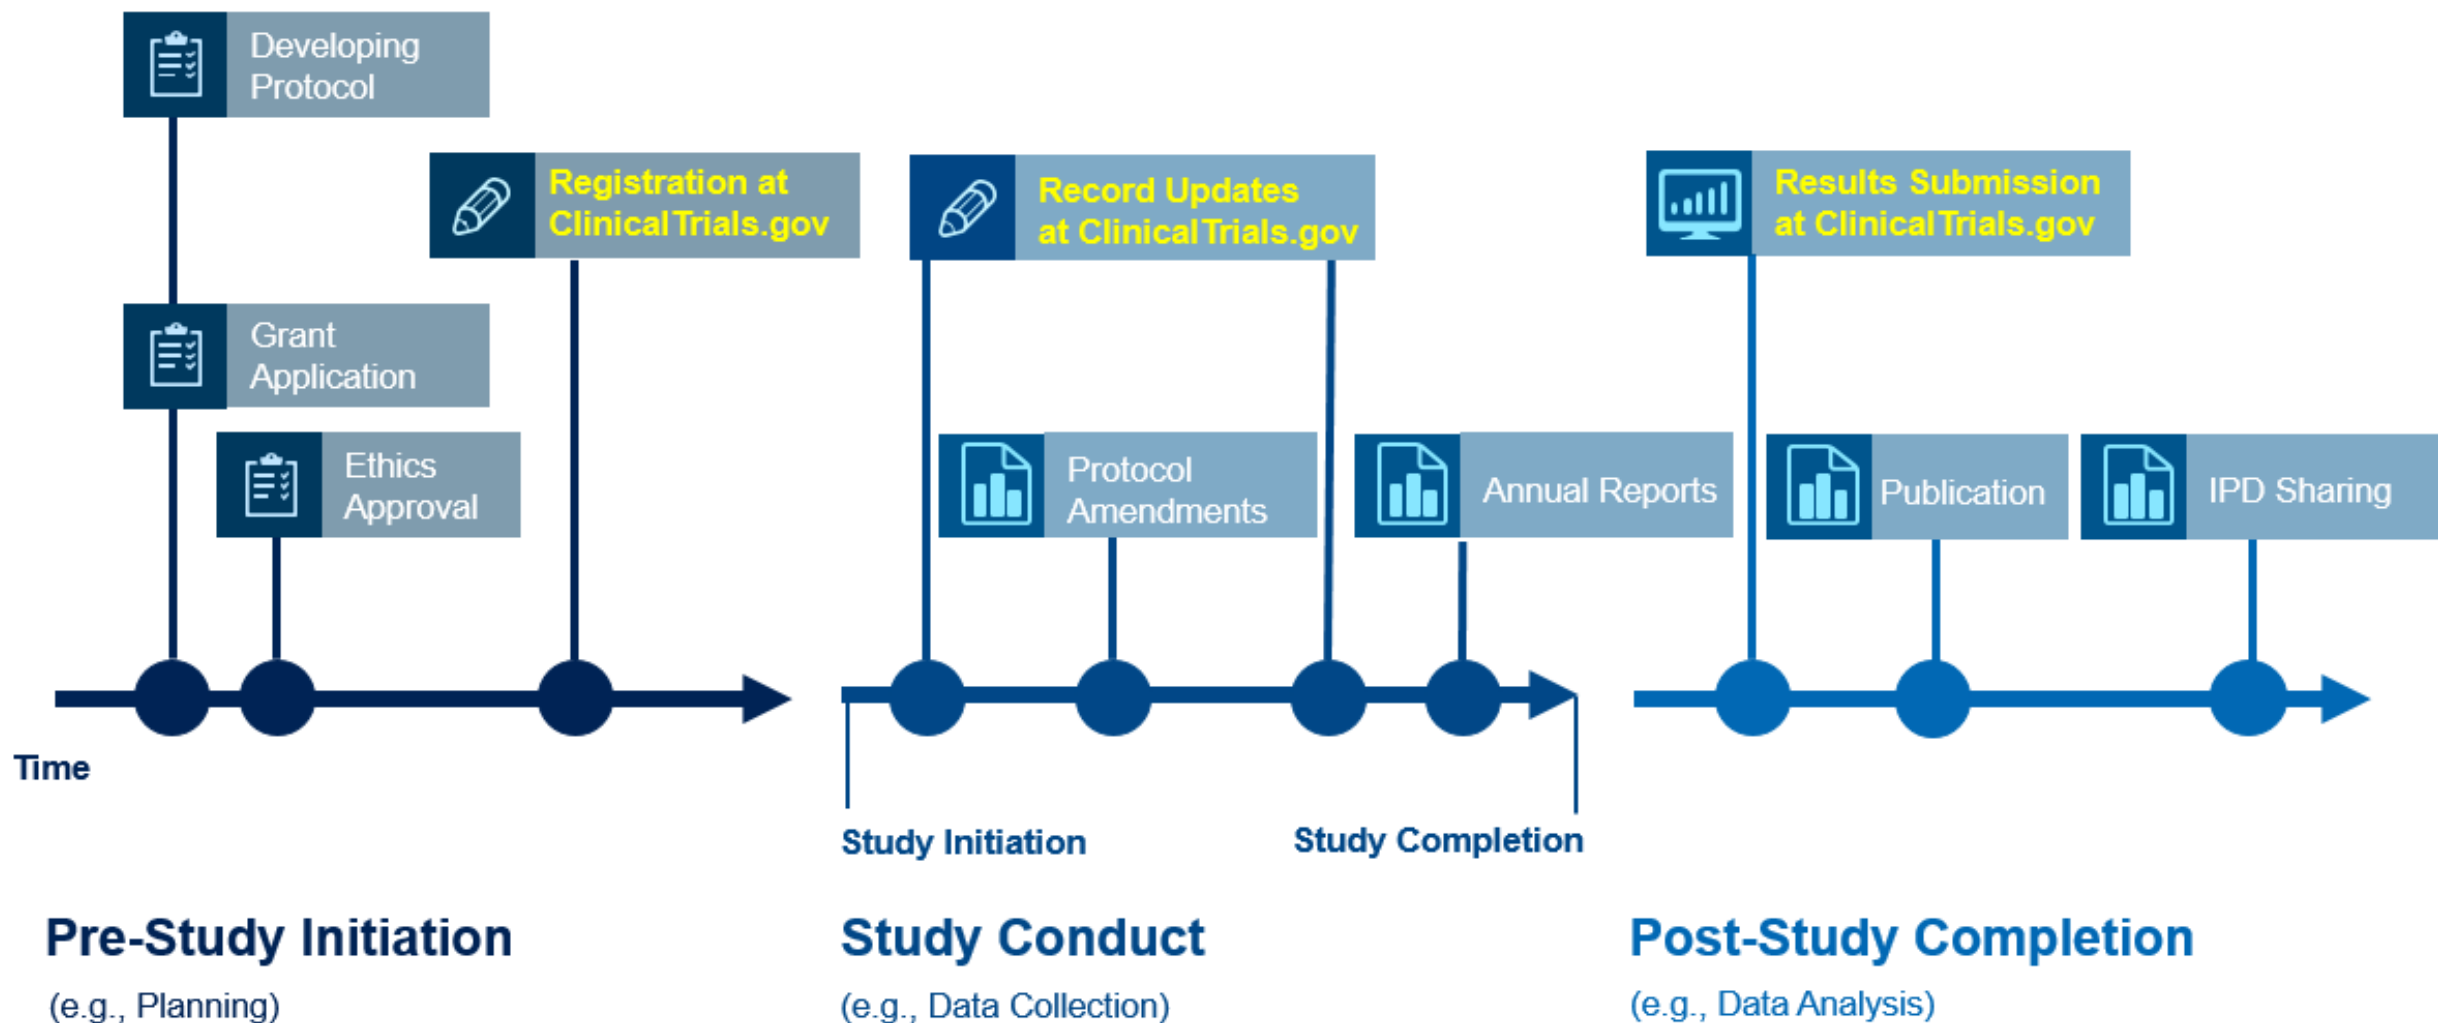 Developing
Protocol
Registration at
ClinicalTrials.gov
Record Updates
at ClinicalTrials.gov
Results Submission
at ClinicalTrials.gov
Grant
Application
Ethics
Approval
Protocol
Amendments
Annual Reports
Publication
IPD Sharing
Time
Study Initiation
Study Completion
Pre-Study Initiation
(e.g., Planning)
Study Conduct
(e.g., Data Collection)
Post-Study Completion
(e.g., Data Analysis)